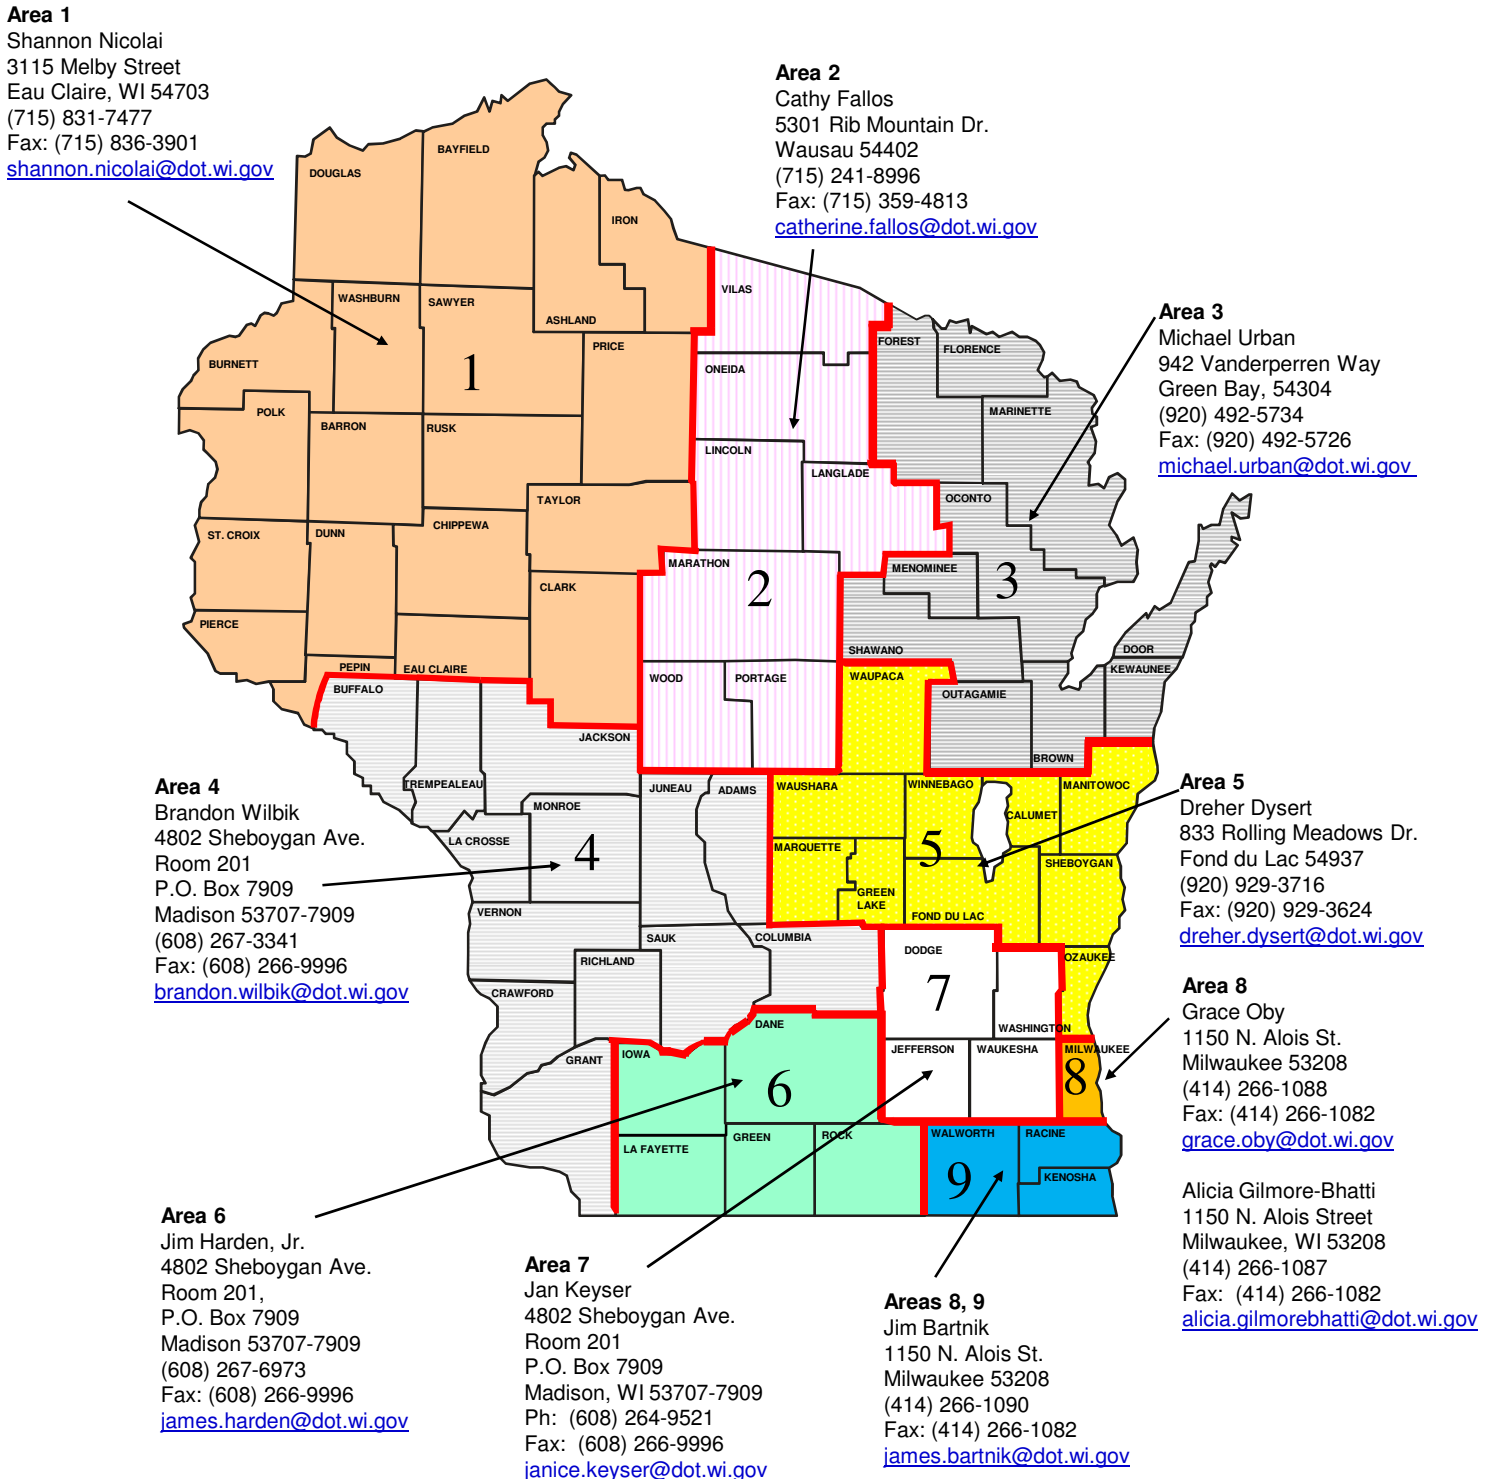 Area 1
Shannon Nicolai
3115 Melby Street
Eau Claire, WI 54703
(715) 831-7477
Fax: (715) 836-3901
shannon.nicolai@dot.wi.gov
Area 2
Cathy Fallos
5301 Rib Mountain Dr.
Wausau 54402
(715) 241-8996
Fax: (715) 359-4813
catherine.fallos@dot.wi.gov
Area 3
Michael Urban
942 Vanderperren Way
Green Bay, 54304
(920) 492-5734
Fax: (920) 492-5726
michael.urban@dot.wi.gov
DOUGLAS
BAYFIELD
IRON
ASHLAND
WASHBURN
SAWYER
PRICE
BURNETT
1
POLK
BARRON
RUSK
TAYLOR
ST. CROIX
DUNN
CHIPPEWA
CLARK
PIERCE
PEPIN
EAU CLAIRE
VILAS
ONEIDA
LINCOLN
LANGLADE
MARATHON
2
WOOD
PORTAGE
FOREST
FLORENCE
MARINETTE
OCONTO
MENOMINEE
3
SHAWANO
DOOR
KEWAUNEE
OUTAGAMIE
BROWN
BUFFALO
JACKSON
TREMPEALEAU
MONROE
JUNEAU
ADAMS
LA CROSSE
4
VERNON
SAUK
COLUMBIA
RICHLAND
CRAWFORD
GRANT
WAUPACA
WAUSHARA
WINNEBAGO
MANITOWOC
CALUMET
MARQUETTE
5
SHEBOYGAN
GREEN
LAKE
FOND DU LAC
OZAUKEE
DODGE
7
WASHINGTON
JEFFERSON
WAUKESHA
MILWAUKEE
8
DANE
IOWA
6
LA FAYETTE
GREEN
ROCK
WALWORTH
RACINE
9
KENOSHA
Area 4
Brandon Wilbik
4802 Sheboygan Ave.
Room 201
P.O. Box 7909
Madison 53707-7909
(608) 267-3341
Fax: (608) 266-9996
brandon.wilbik@dot.wi.gov
Area 5
Dreher Dysert
833 Rolling Meadows Dr.
Fond du Lac 54937
(920) 929-3716
Fax: (920) 929-3624
dreher.dysert@dot.wi.gov
Area 8
Grace Oby
1150 N. Alois St.
Milwaukee 53208
(414) 266-1088
Fax: (414) 266-1082
grace.oby@dot.wi.gov
Alicia Gilmore-Bhatti
1150 N. Alois Street
Milwaukee, WI 53208
(414) 266-1087
Fax: (414) 266-1082
alicia.gilmorebhatti@dot.wi.gov
Area 6
Jim Harden, Jr.
4802 Sheboygan Ave.
Room 201,
P.O. Box 7909
Madison 53707-7909
(608) 267-6973
Fax: (608) 266-9996
james.harden@dot.wi.gov
Area 7
Jan Keyser
4802 Sheboygan Ave.
Room 201
P.O. Box 7909
Madison, WI 53707-7909
Ph: (608) 264-9521
Fax: (608) 266-9996
janice.keyser@dot.wi.gov
Areas 8, 9
Jim Bartnik
1150 N. Alois St.
Milwaukee 53208
(414) 266-1090
Fax: (414) 266-1082
james.bartnik@dot.wi.gov